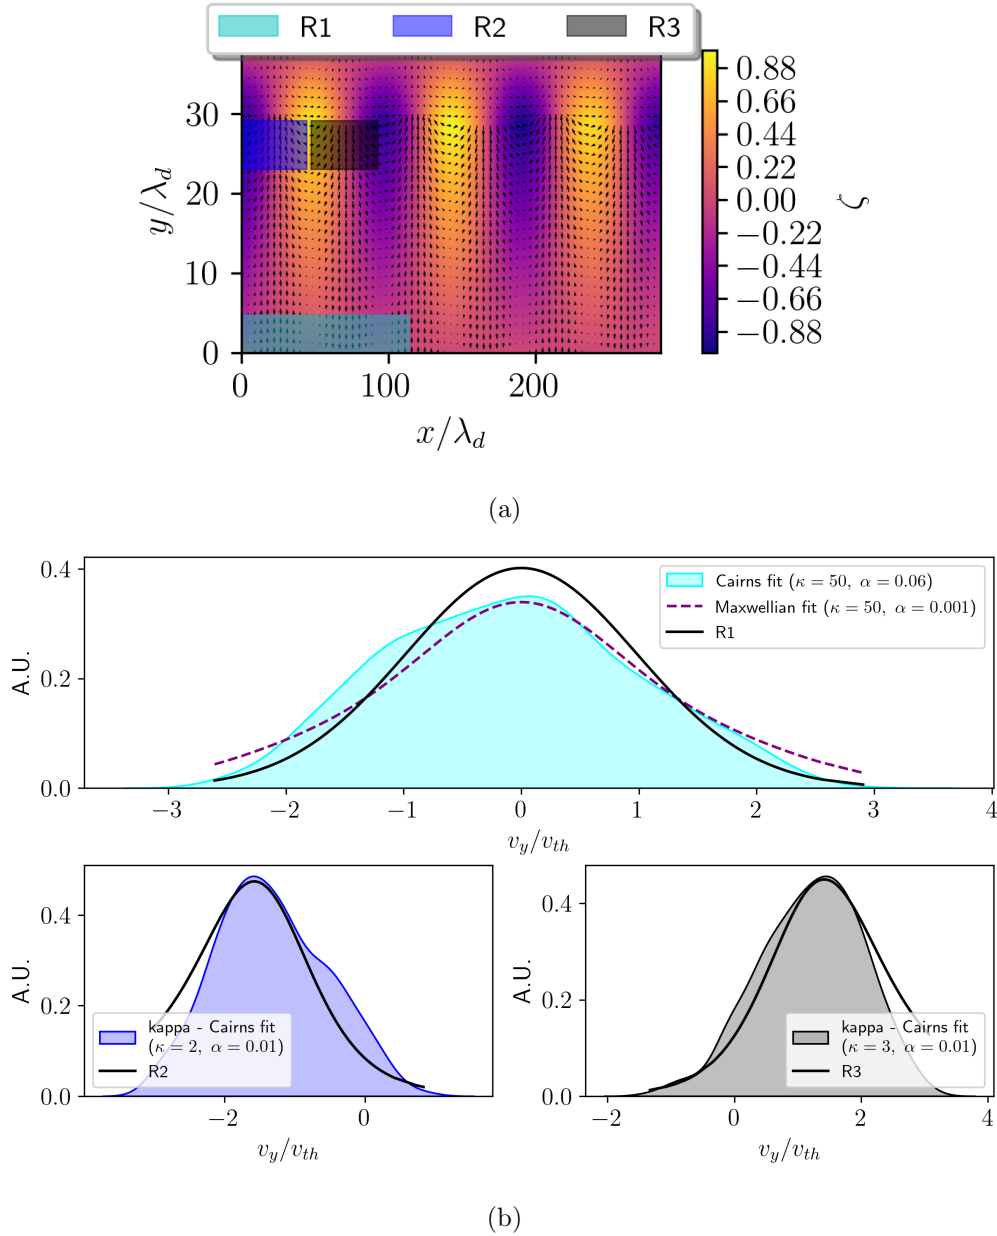 R1 R2 R3
30
20
10
0
y/λ_d
0 100 200
x/λ_d
0.88
0.66
0.44
0.22
0.00
−0.22
−0.44
−0.66
−0.88
ζ
(a)
0.4
0.2
0.0
A.U.
Cairns fit (κ = 50, α = 0.06)
Maxwellian fit (κ = 50, α = 0.001)
R1
−3 −2 −1 0 1 2 3 4
v_y/v_th
0.4
0.2
0.0
A.U.
kappa - Cairns fit
(κ = 2, α = 0.01)
R2
−2 0
v_y/v_th
0.4
0.2
0.0
A.U.
kappa - Cairns fit
(κ = 3, α = 0.01)
R3
−2 0 2 4
v_y/v_th
(b)